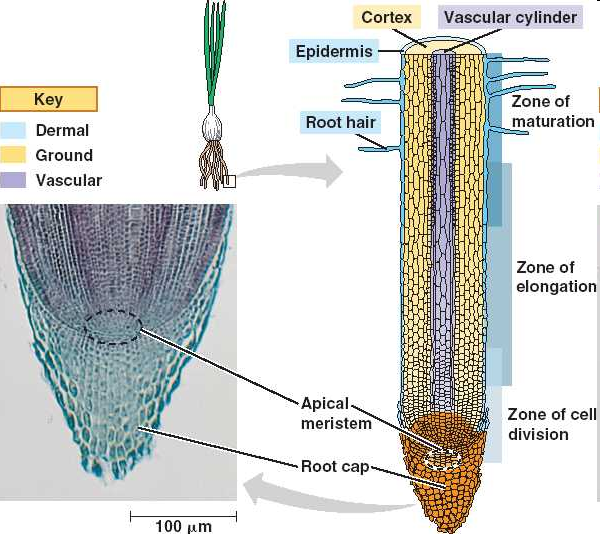 Cortex
Vascular cylinder
Epidermis
Key
Dermal
Ground
Vascular
Root hair
Zone of
maturation
Zone of
elongation
Apical
meristem
Zone of cell
division
Root cap
100 μm